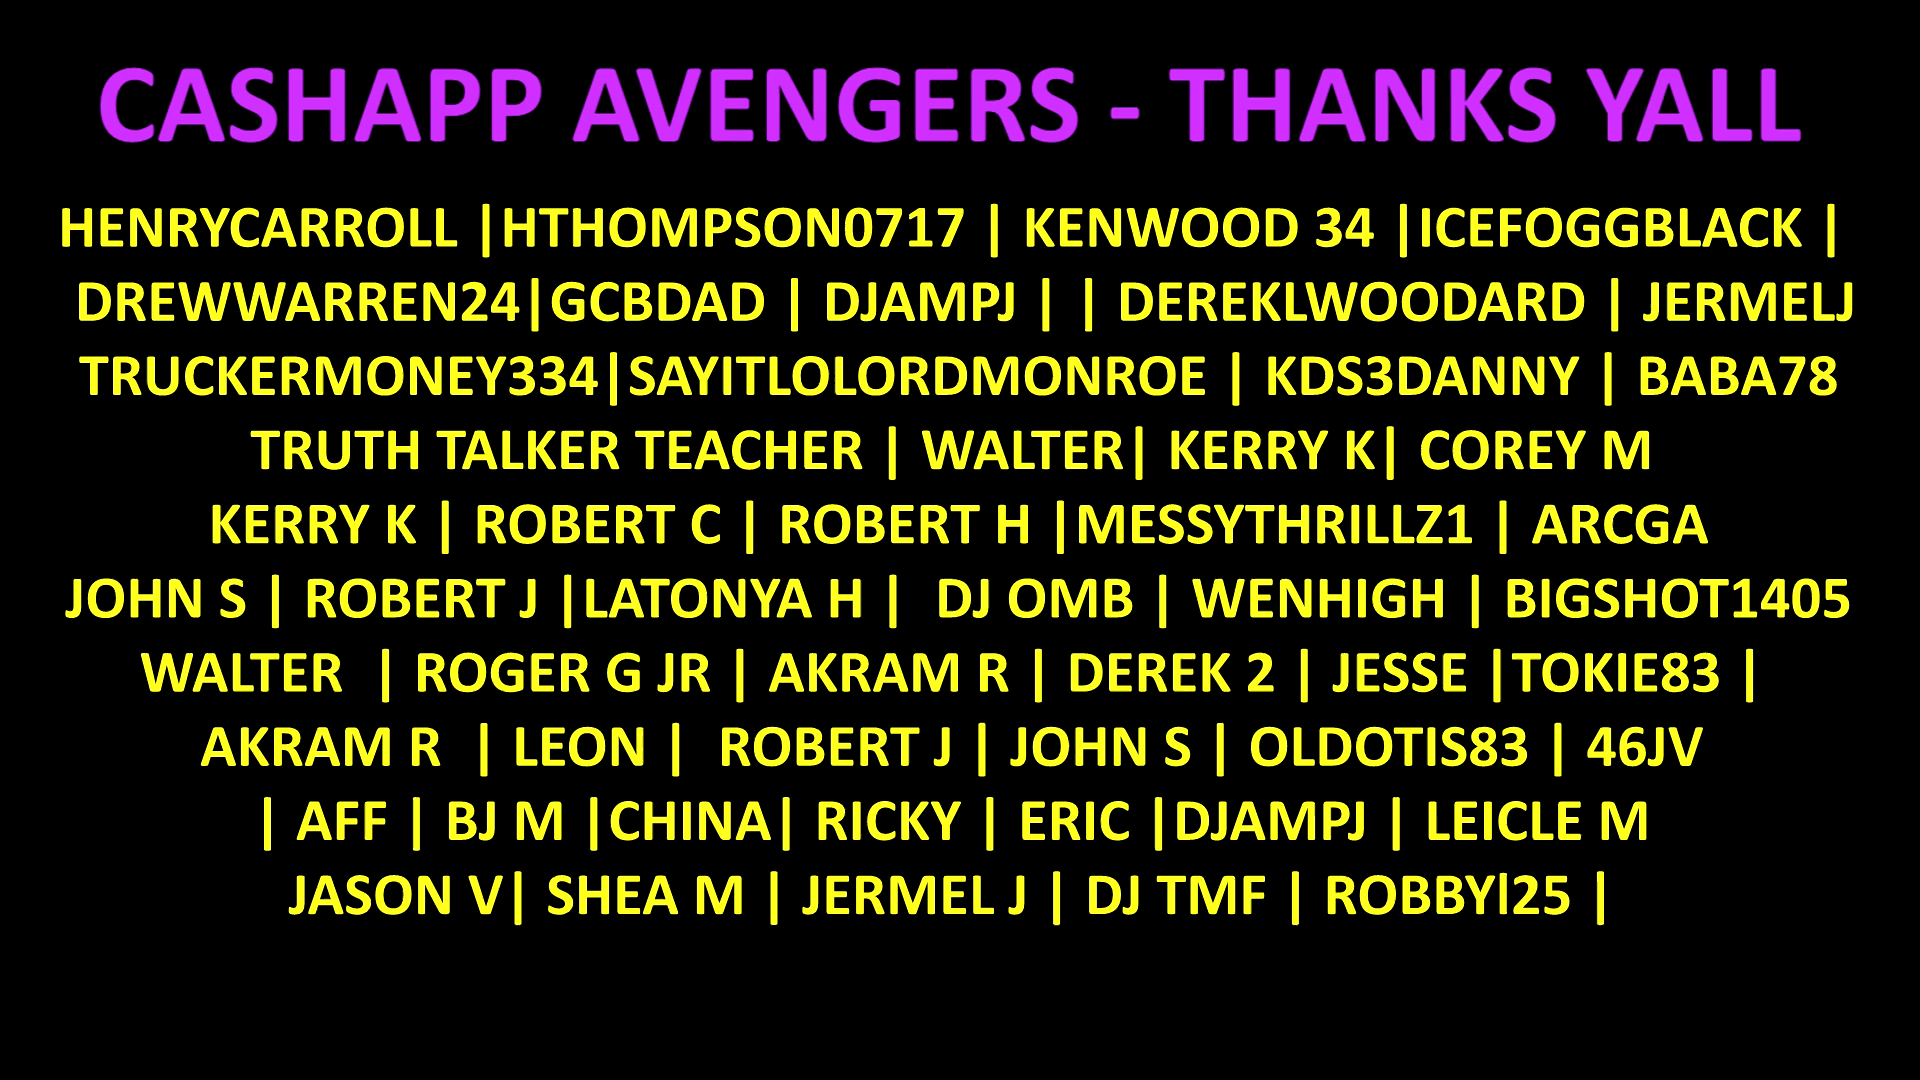 CASHAPP AVENGERS - THANKS YALL
HENRYCARROLL |HTHOMPSON0717 | KENWOOD 34 |ICEFOGGBLACK |
DREWWARREN24|GCBDAD | DJAMPJ | | DEREKLWOODARD | JERMELJ
TRUCKERMONEY334|SAYITLOLORDMONROE | KDS3DANNY | BABA78
TRUTH TALKER TEACHER | WALTER| KERRY K| COREY M
KERRY K | ROBERT C | ROBERT H |MESSYTHRILLZ1 | ARCGA
JOHN S | ROBERT J |LATONYA H |  DJ OMB | WENHIGH | BIGSHOT1405
WALTER  | ROGER G JR | AKRAM R | DEREK 2 | JESSE |TOKIE83 |
AKRAM R  | LEON |  ROBERT J | JOHN S | OLDOTIS83 | 46JV
| AFF | BJ M |CHINA| RICKY | ERIC |DJAMPJ | LEICLE M
JASON V| SHEA M | JERMEL J | DJ TMF | ROBBYl25 |